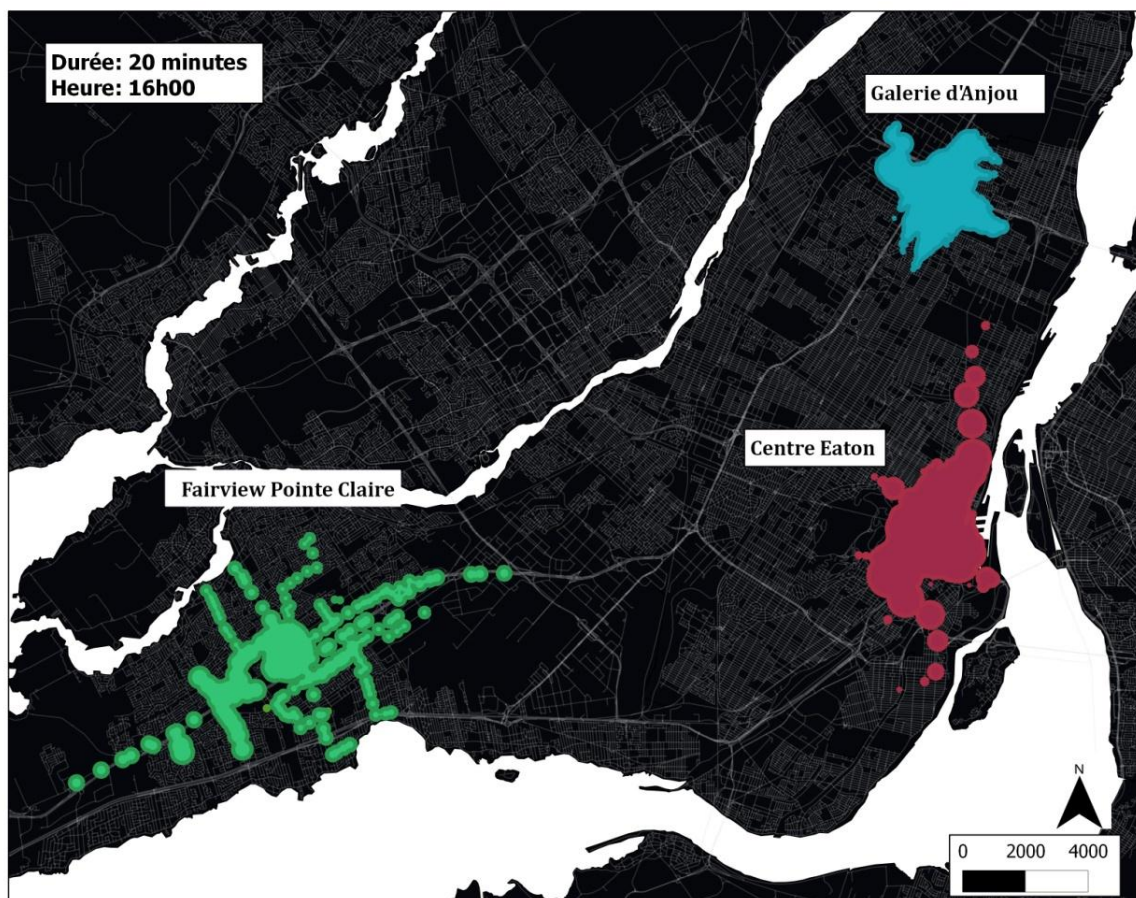 Durée: 20 minutes
Heure: 16h00
Galerie d'Anjou
Centre Eaton
Fairview Pointe Claire
N
0 2000 4000